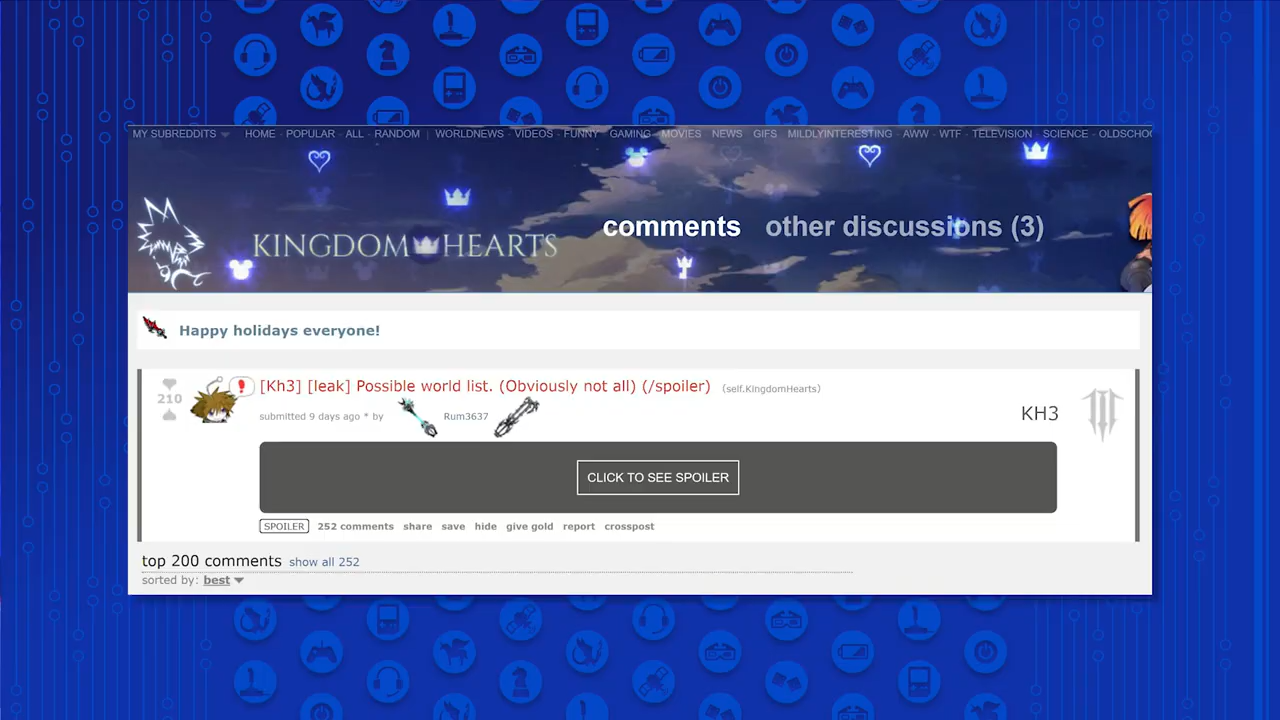 MY SUBREDDITS HOME · POPULAR · ALL · RANDOM | WORLDNEWS · VIDEOS · FUNNY · GAMING · MOVIES · NEWS · GIFS · MILDLYINTERESTING · AWW · WTF · TELEVISION · SCIENCE · OLDSCHOO
KINGDOM HEARTS
comments other discussions (3)
Happy holidays everyone!
210
[Kh3] [leak] Possible world list. (Obviously not all) (/spoiler) (self.KingdomHearts)
submitted 9 days ago * by Rum3637
KH3
CLICK TO SEE SPOILER
SPOILER 252 comments share save hide give gold report crosspost
top 200 comments show all 252
sorted by: best